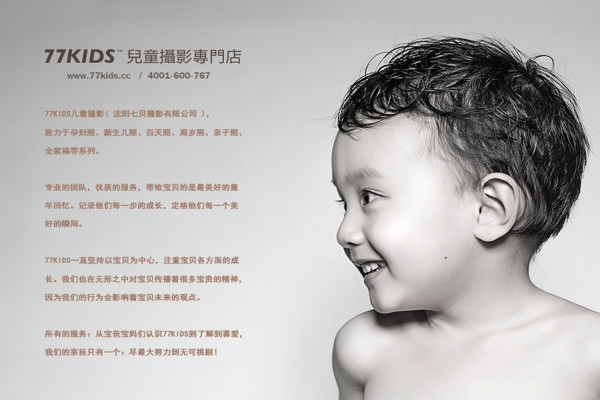 77KIDS™ 兒童攝影專門店
www.77kids.cc / 4001-600-767
77KIDS儿童摄影（沈阳七贝摄影有限公司），
致力于孕妇照、新生儿照、百天照、周岁照、亲子照、
全家福等系列。
专业的团队，优质的服务，带给宝贝的是最美好的童
年回忆。记录他们每一步的成长，定格他们每一个美
好的瞬间。
77KIDS一直坚持以宝贝为中心，注重宝贝各方面的成
长。我们也在无形之中对宝贝传播着很多宝贵的精神，
因为我们的行为会影响着宝贝未来的观点。
所有的服务：从宝爸宝妈们认识77KIDS到了解到喜爱，
我们的宗旨只有一个：尽最大努力到无可挑剔！